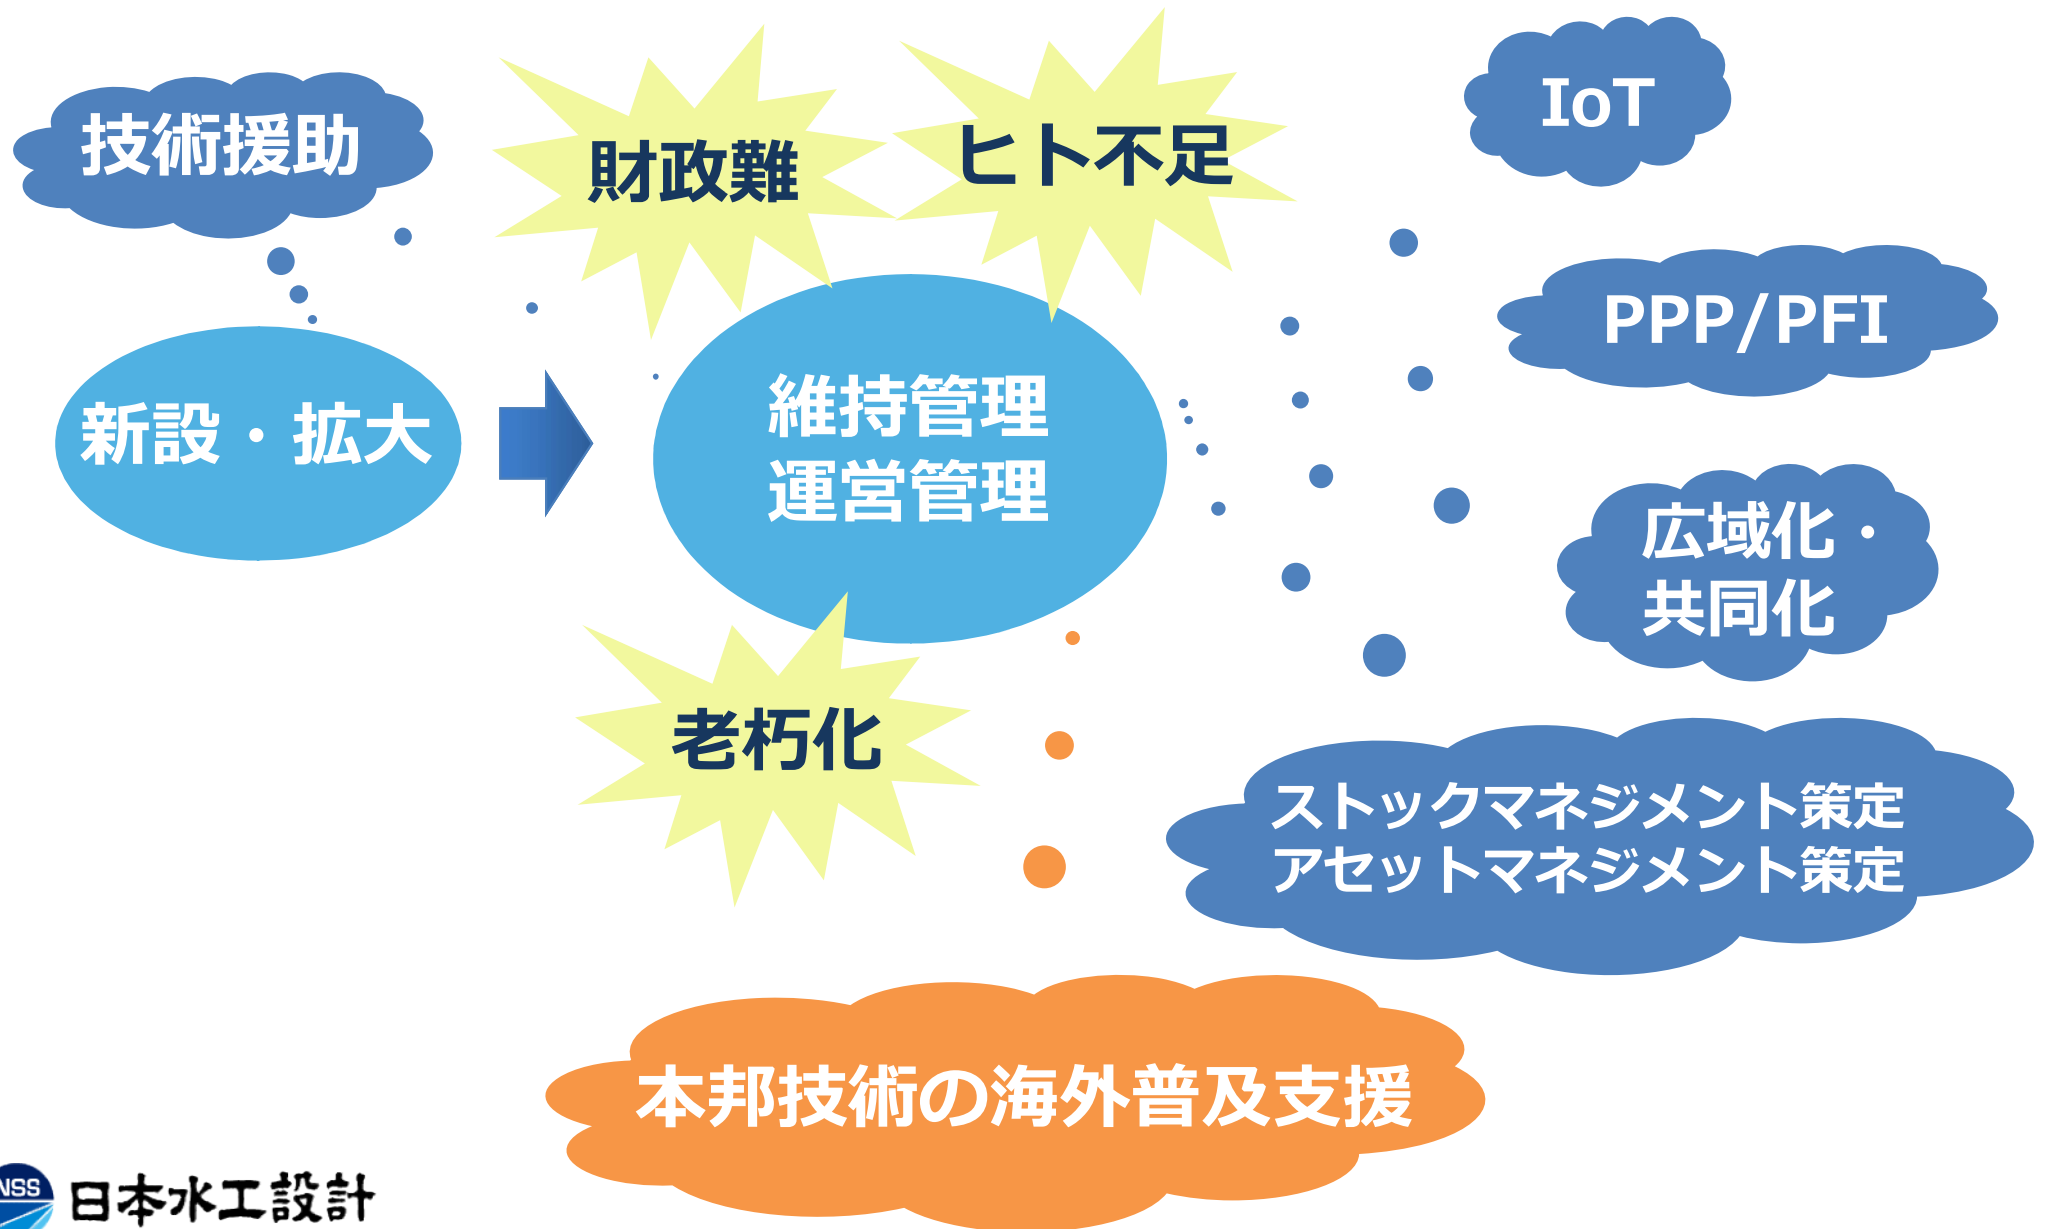 技術援助
財政難
ヒト不足
IoT
PPP/PFI
新設・拡大
維持管理
運営管理
広域化・
共同化
老朽化
ストックマネジメント策定
アセットマネジメント策定
本邦技術の海外普及支援
NSS
日本水工設計